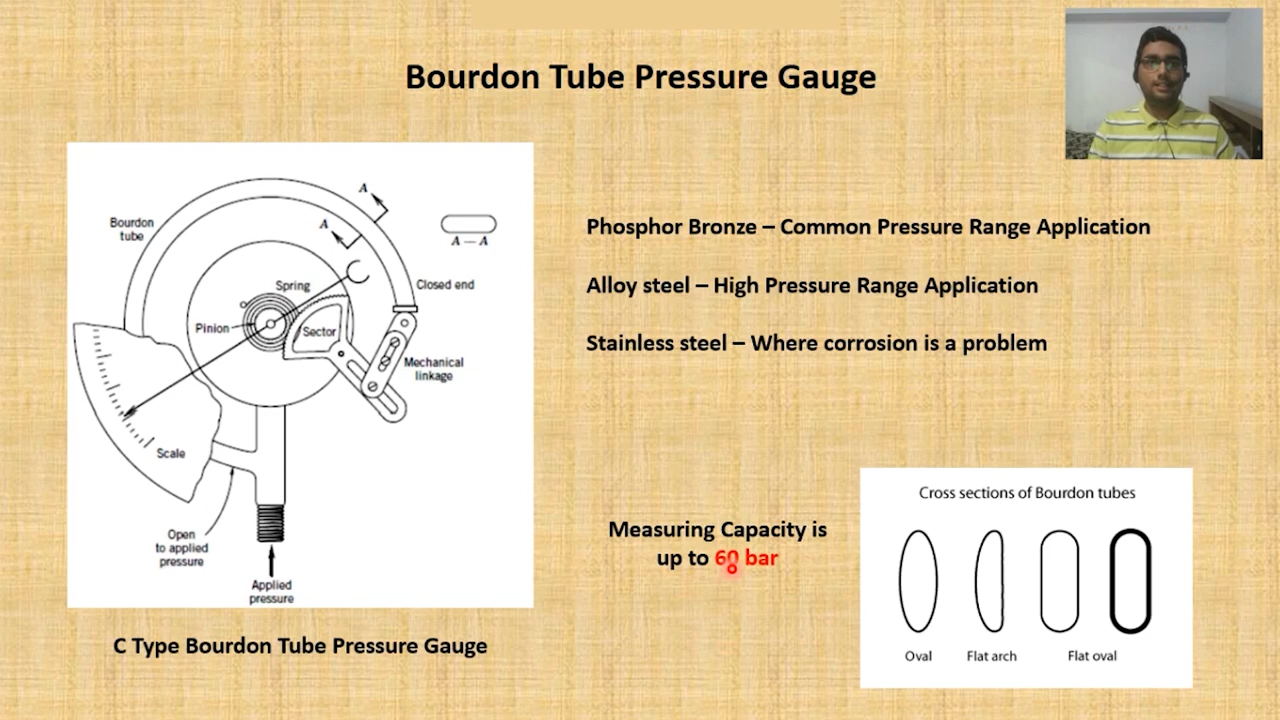 Bourdon Tube Pressure Gauge
A
A
Bourdon
tube
A — A
Spring
Closed end
Pinion
Sector
Mechanical
linkage
Scale
Open
to applied
pressure
Applied
pressure
C Type Bourdon Tube Pressure Gauge
Phosphor Bronze – Common Pressure Range Application
Alloy steel – High Pressure Range Application
Stainless steel – Where corrosion is a problem
Measuring Capacity is
up to 60 bar
Cross sections of Bourdon tubes
Oval
Flat arch
Flat oval